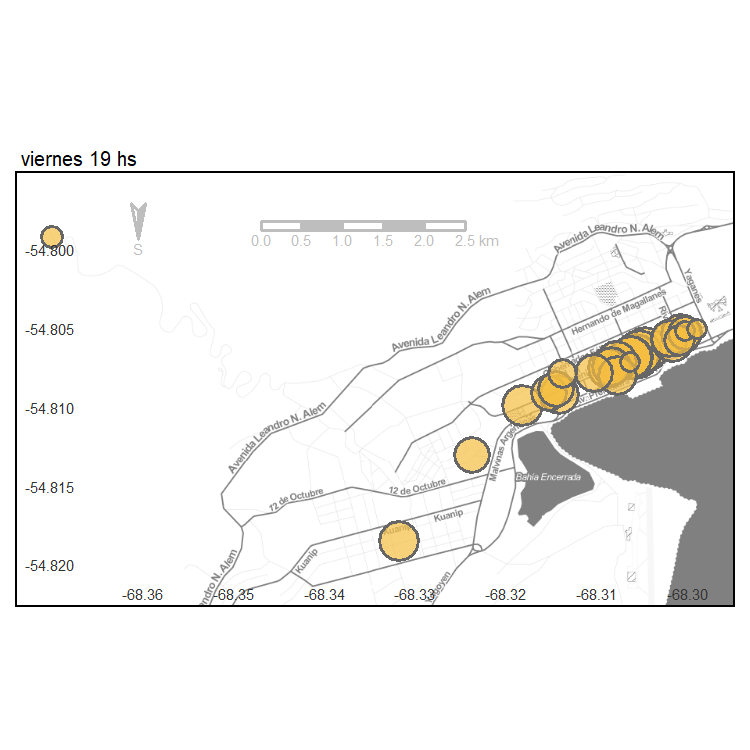 viernes 19 hs
S
0.0 0.5 1.0 1.5 2.0 2.5 km
-54.800
-54.805
-54.810
-54.815
-54.820
Avenida Leandro N. Alem
Yaganes
Hernando de Magallanes
Avenida Leandro N. Alem
Avenida Leandro N. Alem
Malvinas Arge
Bahía Encerrada
12 de Octubre
12 de Octubre
Kuanip
Kuanip
Kuanip
andro N. Alem
-68.36 -68.35 -68.34 -68.33 -68.32 -68.31 -68.30